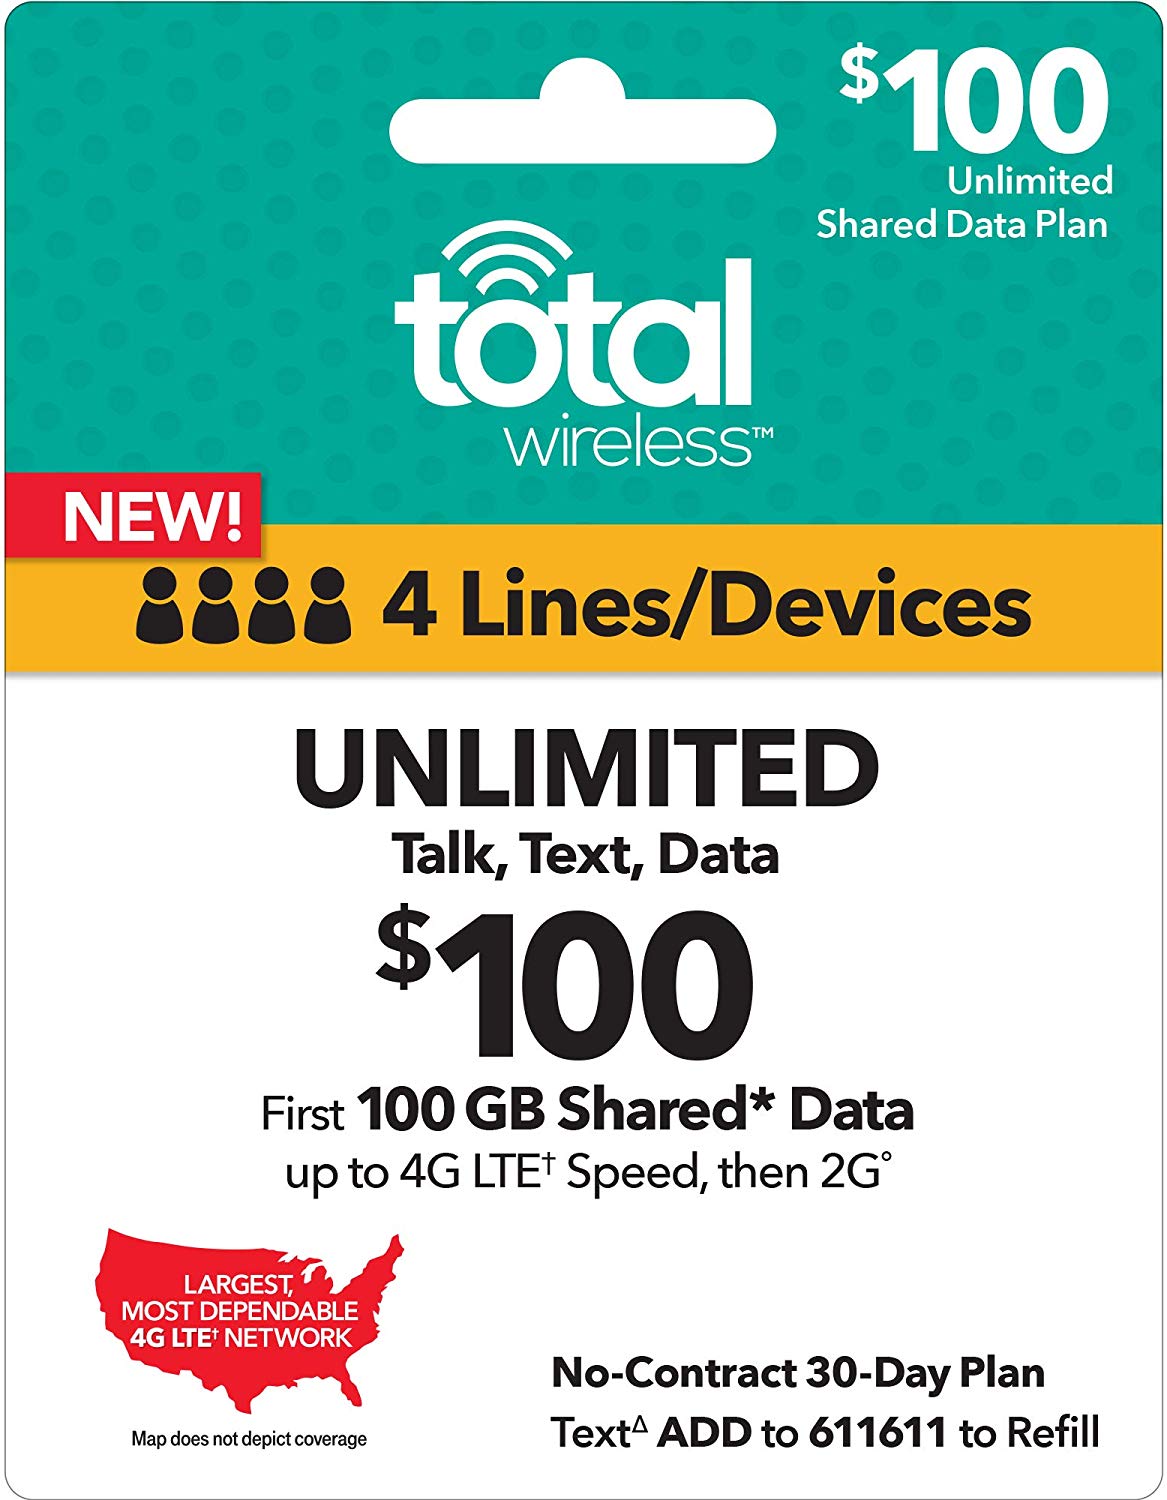 $100
Unlimited
Shared Data Plan
total
wireless™
NEW!
4 Lines/Devices
UNLIMITED
Talk, Text, Data
$100
First 100 GB Shared* Data
up to 4G LTE† Speed, then 2G°
LARGEST,
MOST DEPENDABLE
4G LTE† NETWORK
Map does not depict coverage
No-Contract 30-Day Plan
TextΔ ADD to 611611 to Refill